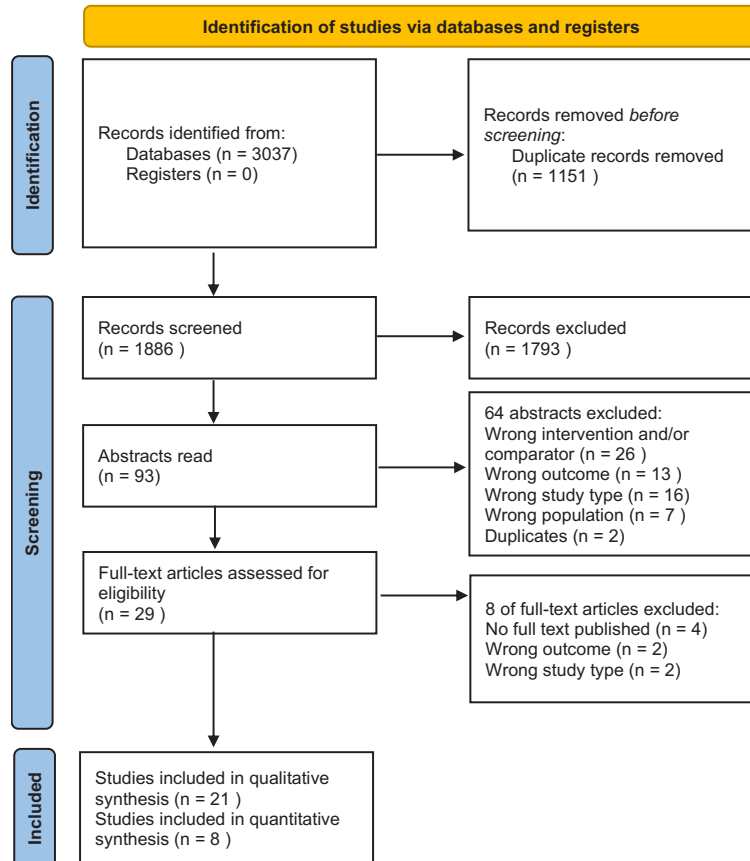 Identification of studies via databases and registers
Identification
Records identified from:
Databases (n = 3037)
Registers (n = 0)
Records removed before
screening:
Duplicate records removed
(n = 1151 )
Screening
Records screened
(n = 1886 )
Records excluded
(n = 1793 )
Abstracts read
(n = 93)
64 abstracts excluded:
Wrong intervention and/or
comparator (n = 26 )
Wrong outcome (n = 13 )
Wrong study type (n = 16)
Wrong population (n = 7 )
Duplicates (n = 2)
Full-text articles assessed for
eligibility
(n = 29 )
8 of full-text articles excluded:
No full text published (n = 4)
Wrong outcome (n = 2)
Wrong study type (n = 2)
Included
Studies included in qualitative
synthesis (n = 21 )
Studies included in quantitative
synthesis (n = 8 )